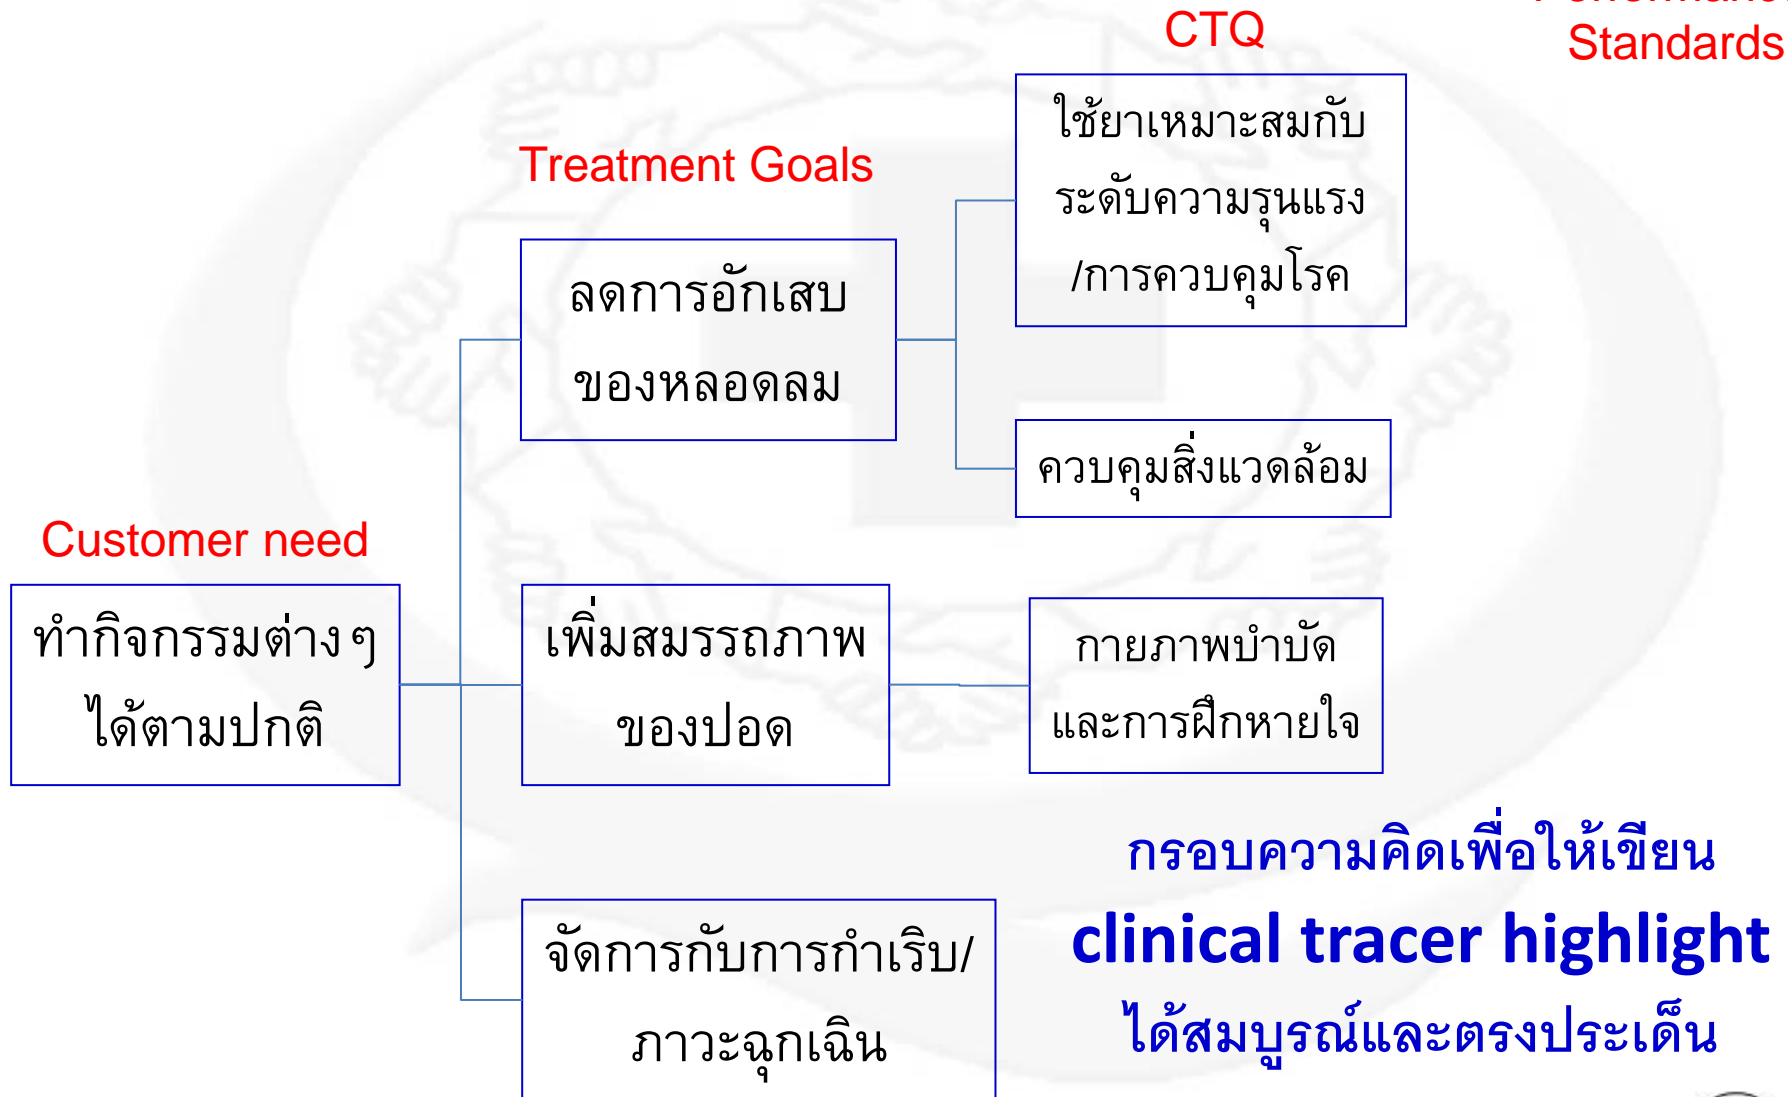 CTQ
Standards
ใช้ยาเหมาะสมกับ
ระดับความรุนแรง
/การควบคุมโรค
Treatment Goals
ลดการอักเสบ
ของหลอดลม
ควบคุมสิ่งแวดล้อม
Customer need
ทำกิจกรรมต่าง ๆ
ได้ตามปกติ
เพิ่มสมรรถภาพ
ของปอด
กายภาพบำบัด
และการฝึกหายใจ
จัดการกับการกำเริบ/
ภาวะฉุกเฉิน
กรอบความคิดเพื่อให้เขียน
clinical tracer highlight
ได้สมบูรณ์และตรงประเด็น